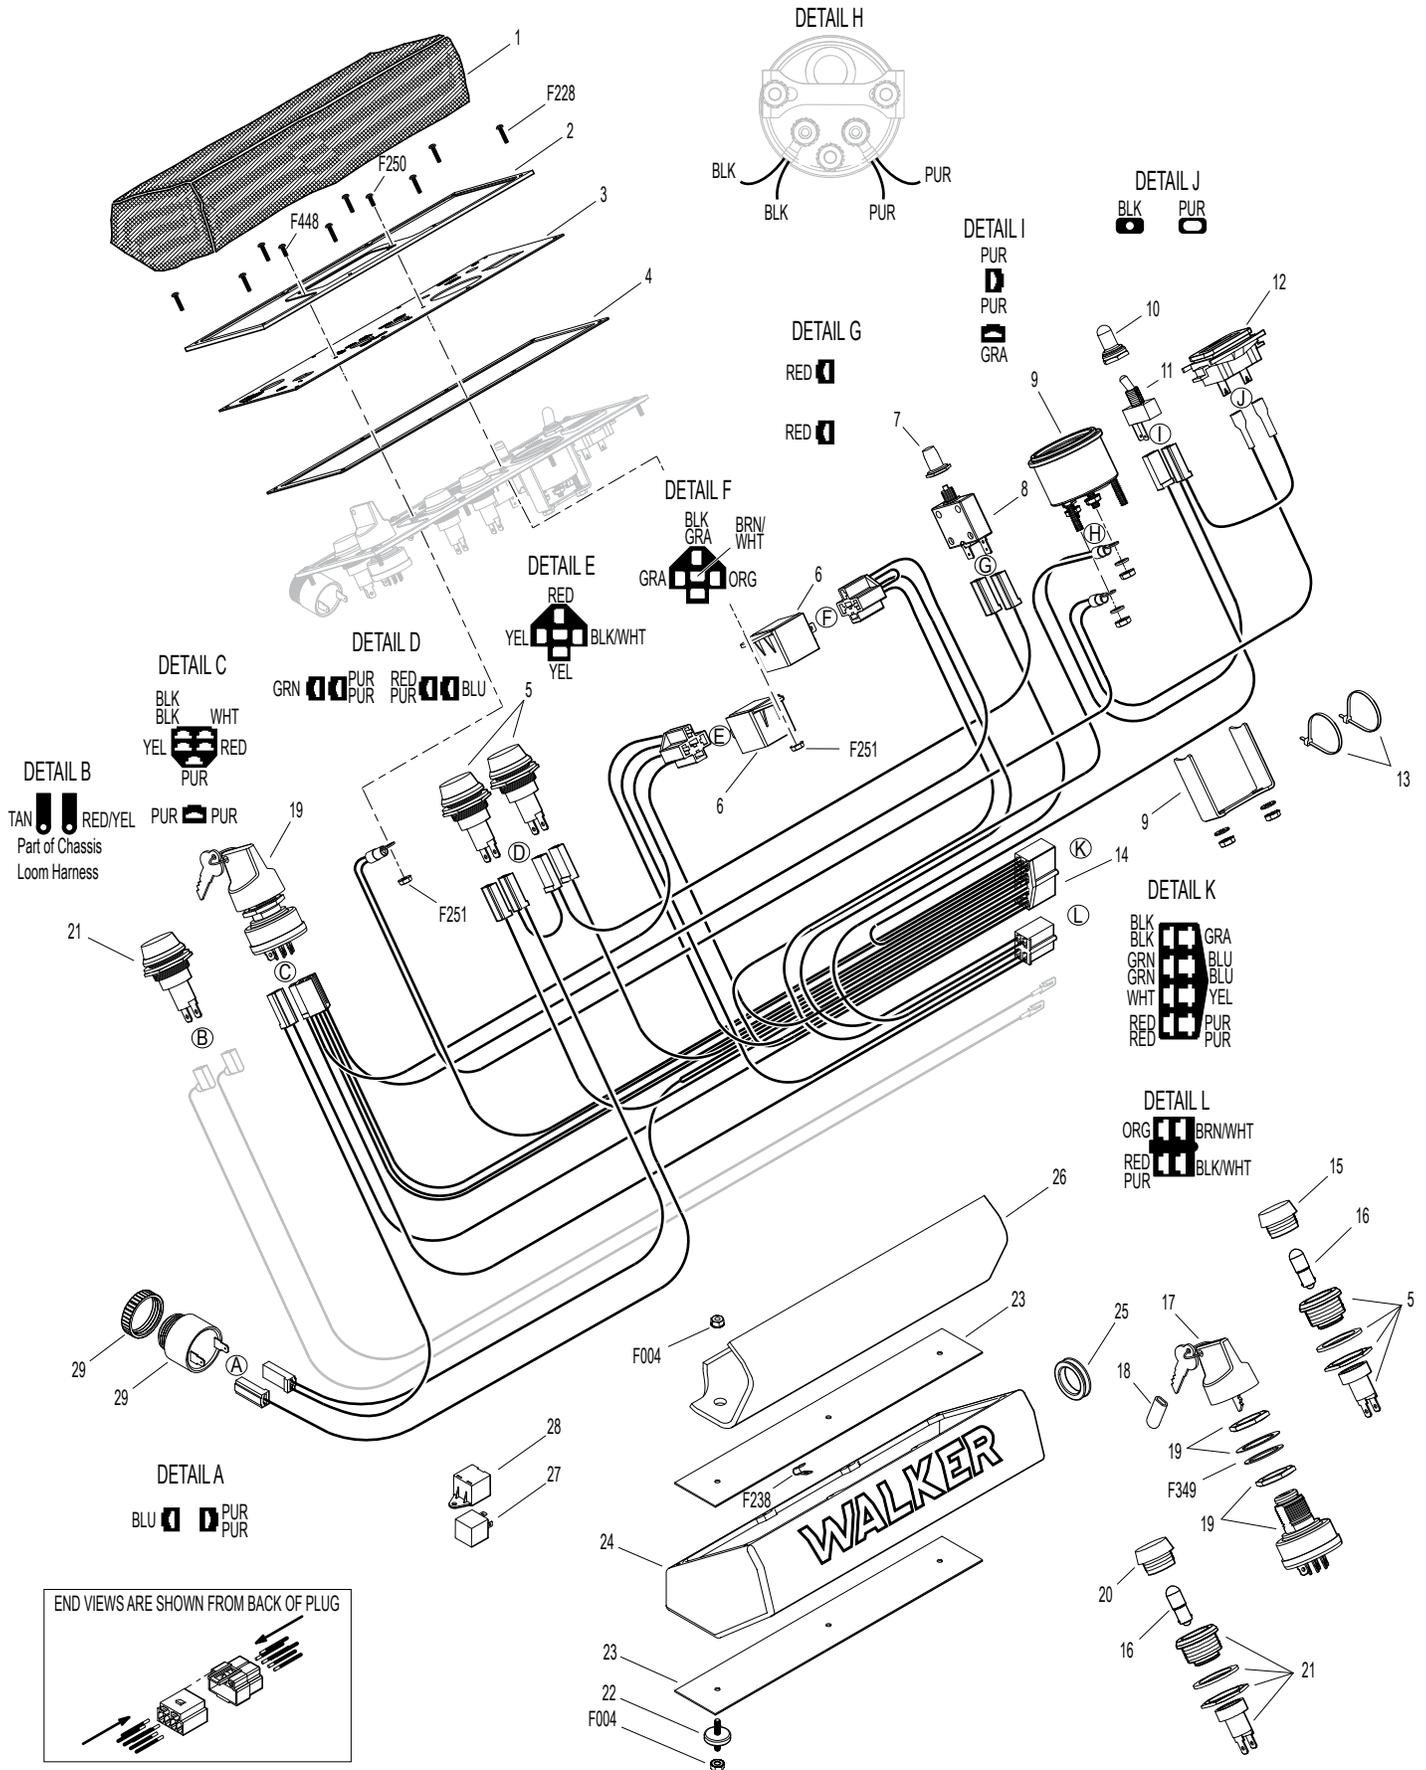 DETAIL H
1
F228
2
F250
3
F448
4
BLK
PUR
BLK
PUR
DETAIL J
BLK
PUR
DETAIL I
PUR
PUR
GRA
DETAIL G
RED
RED
12
10
11
9
J
I
7
8
H
G
DETAIL F
BLK
GRA
BRN/
WHT
GRA
ORG
DETAIL E
RED
YEL
BLK/WHT
YEL
6
F
DETAIL D
GRN
PUR
PUR
RED
PUR
BLU
DETAIL C
BLK
BLK
WHT
YEL
RED
PUR
PUR
PUR
5
E
F251
6
13
9
DETAIL B
TAN
RED/YEL
Part of Chassis
Loom Harness
19
D
F251
K
14
L
21
C
B
DETAIL K
BLK
BLK
GRA
GRN
GRN
BLU
BLU
WHT
YEL
RED
RED
PUR
PUR
DETAIL L
ORG
BRN/WHT
RED
PUR
BLK/WHT
15
26
16
5
23
25
17
18
F004
29
29
A
28
27
F238
WALKER
19
F349
19
24
20
16
21
DETAIL A
BLU
PUR
PUR
END VIEWS ARE SHOWN FROM BACK OF PLUG
23
22
F004